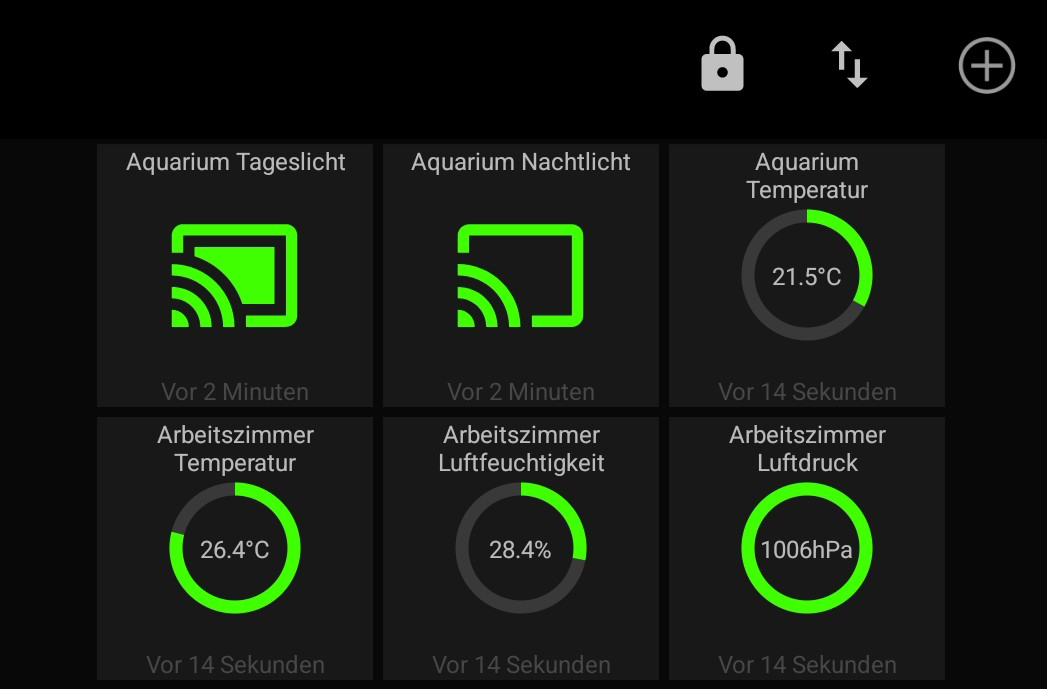 Aquarium Tageslicht
Aquarium Nachtlicht
Aquarium
Temperatur
21.5°C
Vor 2 Minuten
Vor 2 Minuten
Vor 14 Sekunden
Arbeitszimmer
Temperatur
26.4°C
Arbeitszimmer
Luftfeuchtigkeit
28.4%
Arbeitszimmer
Luftdruck
1006hPa
Vor 14 Sekunden
Vor 14 Sekunden
Vor 14 Sekunden